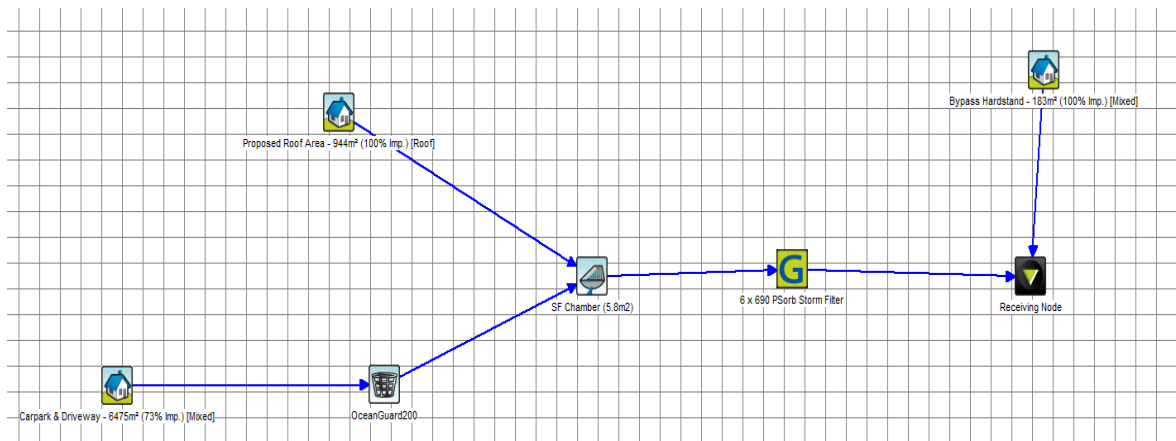 Bypass Hardstand - 183m² (100% Imp.) [Mixed]
Proposed Roof Area - 944m² (100% Imp.) [Roof]
SF Chamber (5.8m2)
G
6 x 690 PSorb Storm Filter
Receiving Node
Carpark & Driveway - 6475m² (73% Imp.) [Mixed]
OceanGuard200